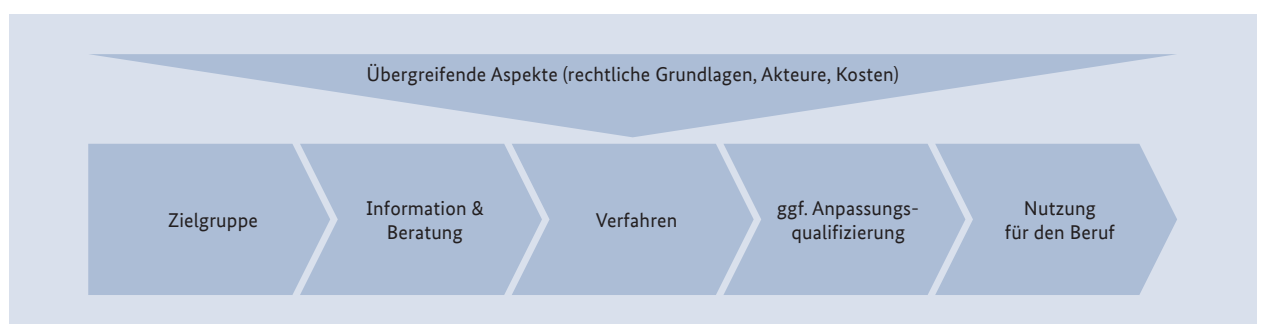 Übergreifende Aspekte (rechtliche Grundlagen, Akteure, Kosten)
Zielgruppe
Information &
Beratung
Verfahren
ggf. Anpassungs-
qualifizierung
Nutzung
für den Beruf